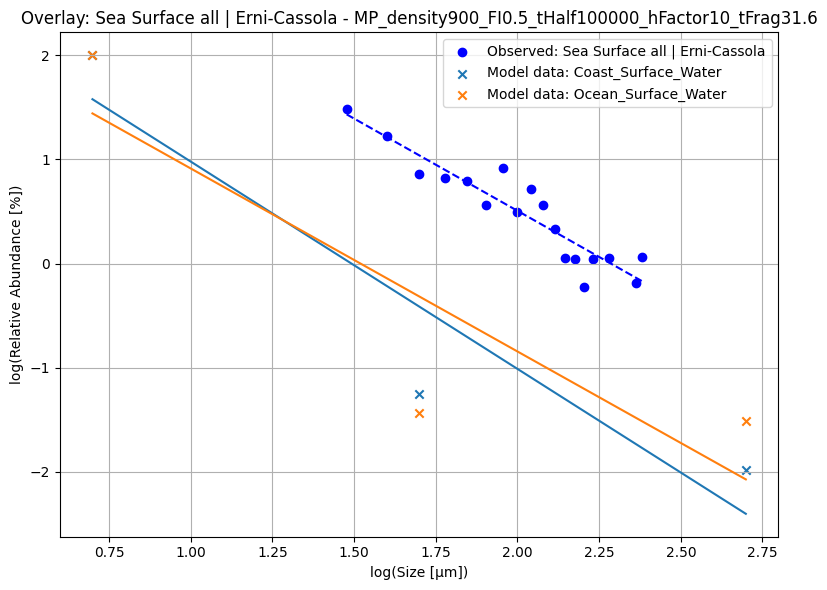 Overlay: Sea Surface all | Erni-Cassola - MP_density900_FI0.5_tHalf100000_hFactor10_tFrag31.6
Observed: Sea Surface all | Erni-Cassola
Model data: Coast_Surface_Water
Model data: Ocean_Surface_Water
log(Relative Abundance [%])
2
1
0
−1
−2
0.75 1.00 1.25 1.50 1.75 2.00 2.25 2.50 2.75
log(Size [µm])